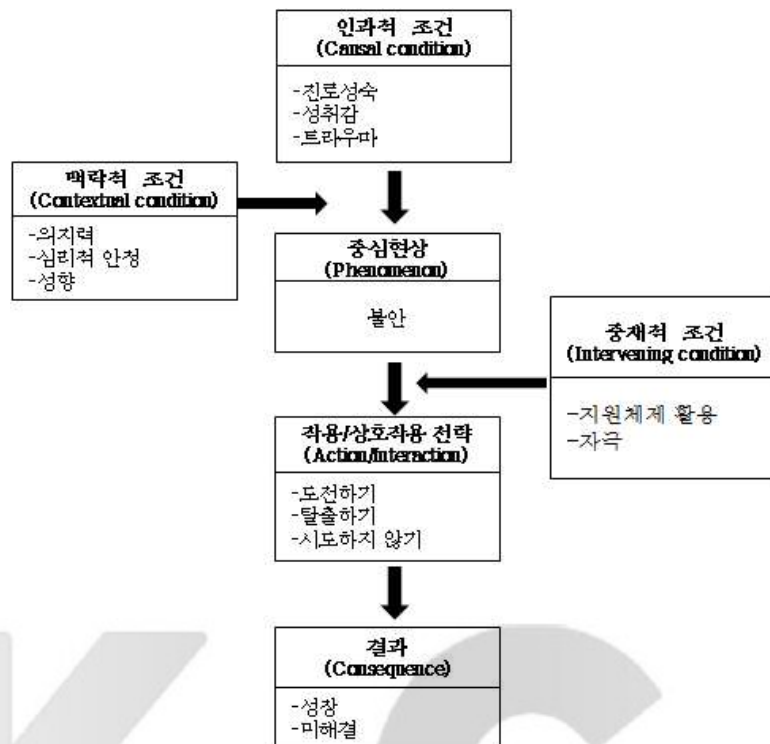 인과적 조건
(Causal condition)
-진로성숙
-성취감
-트라우마
맥락적 조건
(Contextual condition)
-의지력
-심리적 안정
-성향
중심현상
(Phenomenon)
불안
중재적 조건
(Intervening condition)
-지원체제 활용
-자극
작용/상호작용 전략
(Action/Interaction)
-도전하기
-탈출하기
-시도하지 않기
결과
(Consequence)
-성장
-미해결